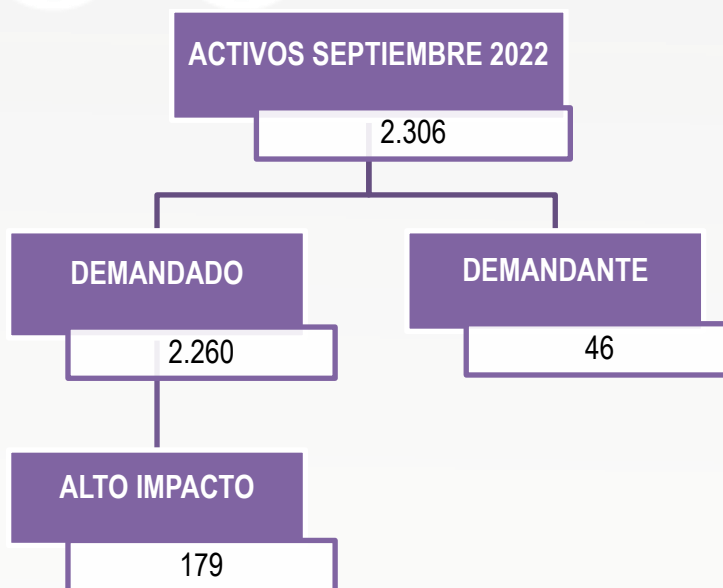 ACTIVOS SEPTIEMBRE 2022
2.306
DEMANDADO
2.260
DEMANDANTE
46
ALTO IMPACTO
179